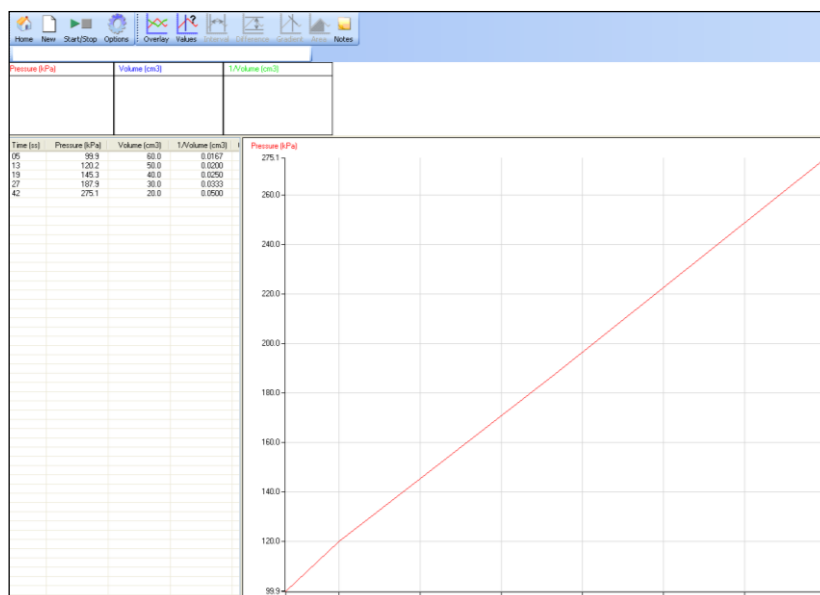 Home New Start/Stop Options Overlay Values Interval Difference Gradient Area Notes
Pressure (kPa) Volume (cm3) 1/Volume (cm3)
Time (ss) Pressure (kPa) Volume (cm3) 1/Volume (cm3)
05 99.9 60.0 0.0167
13 120.2 50.0 0.0200
19 145.3 40.0 0.0250
27 187.9 30.0 0.0333
42 275.1 20.0 0.0500
Pressure (kPa)
275.1
260.0
240.0
220.0
200.0
180.0
160.0
140.0
120.0
99.9